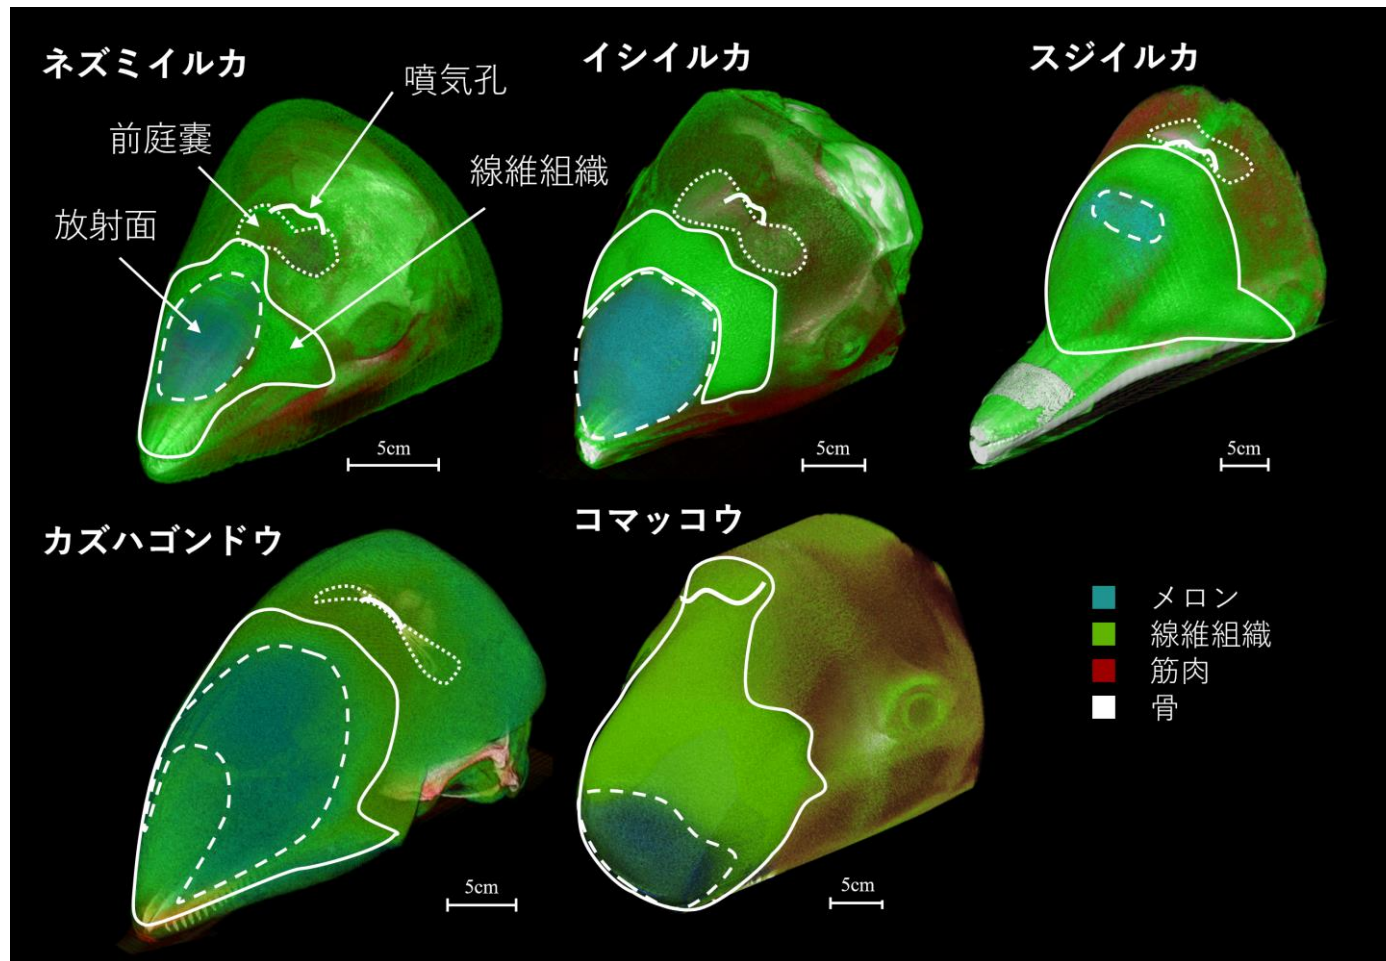 ネズミイルカ
噴気孔
前庭嚢
線維組織
放射面
5cm
イシイルカ
5cm
スジイルカ
5cm
カズハゴンドウ
5cm
コマッコウ
5cm
メロン
線維組織
筋肉
骨